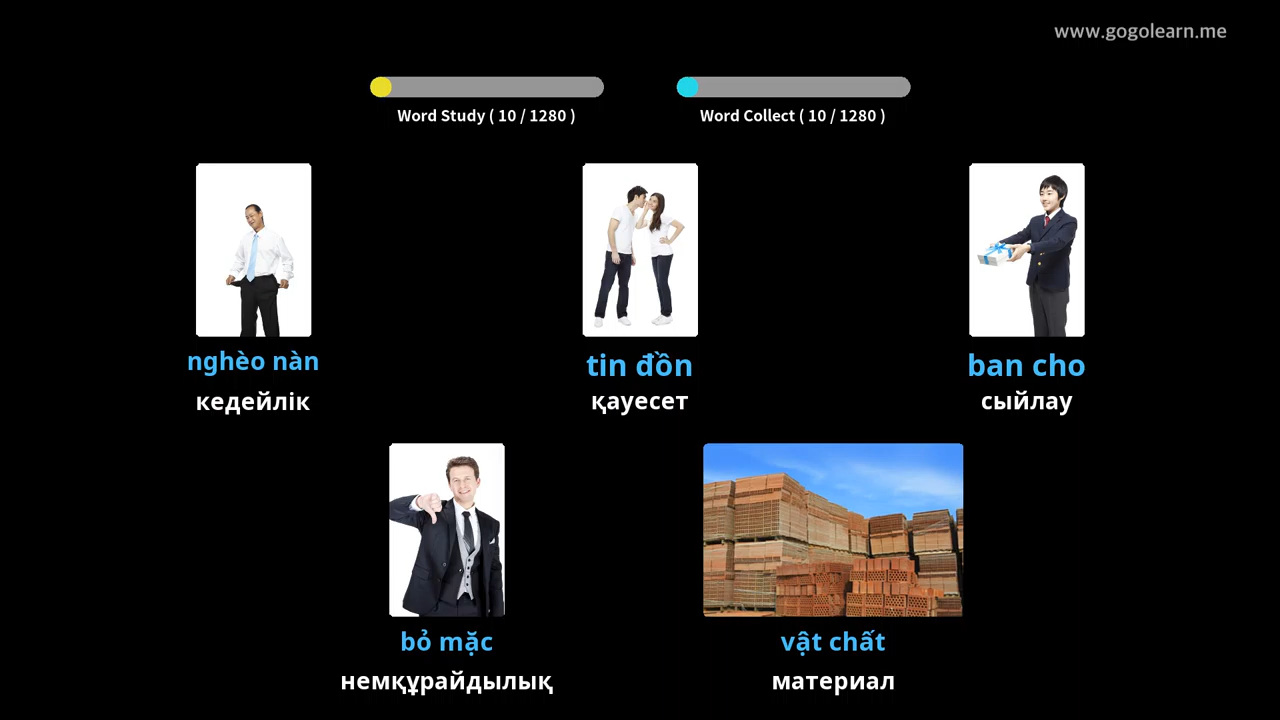 www.gogolearn.me
Word Study ( 10 / 1280 )
Word Collect ( 10 / 1280 )
nghèo nàn
кедейлік
tin đồn
қауесет
ban cho
сыйлау
bỏ mặc
немқұрайдылық
vật chất
материал